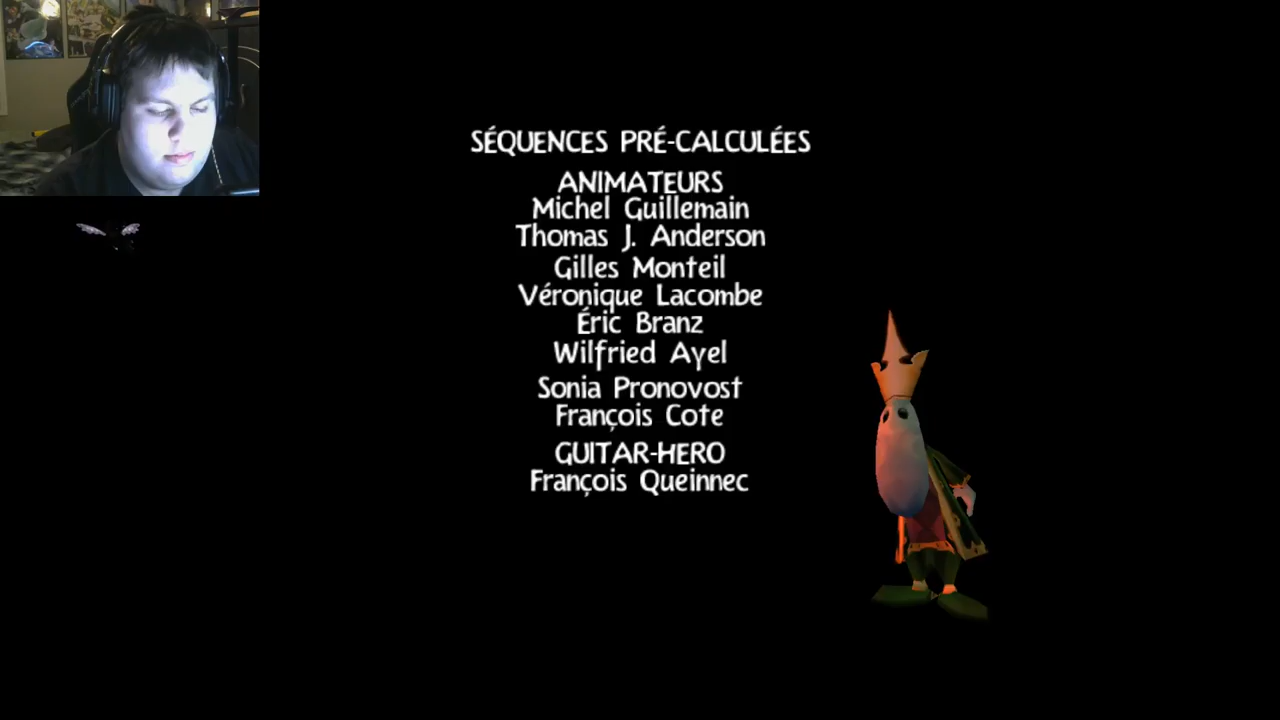 SÉQUENCES PRÉ-CALCULÉES
ANIMATEURS
Michel Guillemain
Thomas J. Anderson
Gilles Monteil
Véronique Lacombe
Éric Branz
Wilfried Ayel
Sonia Pronovost
François Cote
GUITAR-HERO
François Queinnec